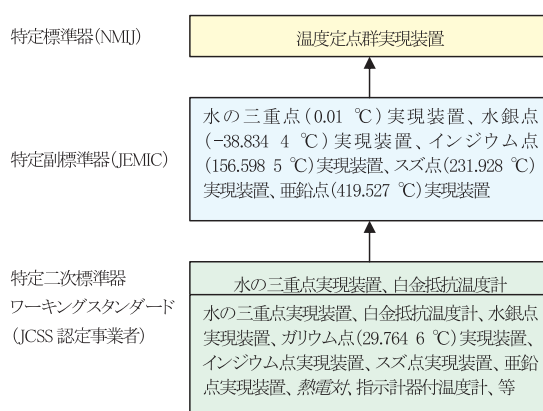 特定標準器(NMIJ)
温度定点群実現装置
特定副標準器(JEMIC)
水の三重点(0.01 ℃)実現装置、水銀点
(−38.834 4 ℃)実現装置、インジウム点
(156.598 5 ℃)実現装置、スズ点(231.928 ℃)
実現装置、亜鉛点(419.527 ℃)実現装置
特定二次標準器
ワーキングスタンダード
(JCSS 認定事業者)
水の三重点実現装置、白金抵抗温度計
水の三重点実現装置、白金抵抗温度計、水銀点
実現装置、ガリウム点(29.764 6 ℃)実現装置、
インジウム点実現装置、スズ点実現装置、亜鉛
点実現装置、熱電対、指示計器付温度計、等